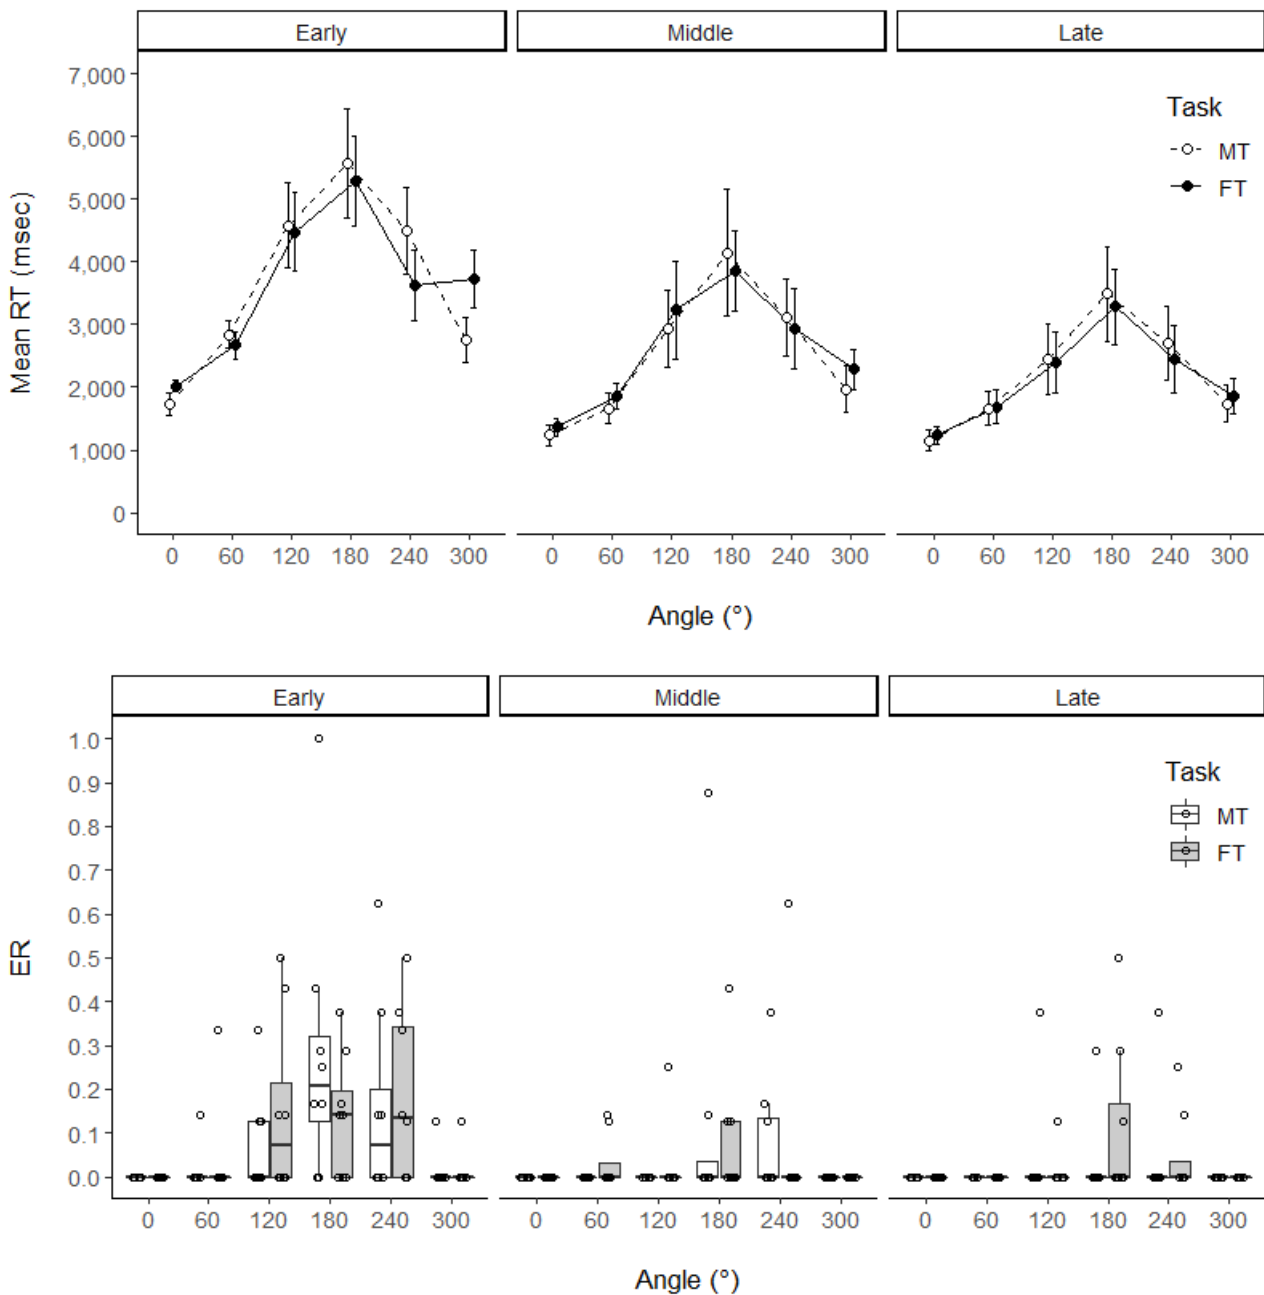 Early Middle Late
7,000
6,000
5,000
4,000
3,000
2,000
1,000
0
Mean RT (msec)
Task
MT
FT
0 60 120 180 240 300 0 60 120 180 240 300 0 60 120 180 240 300
Angle (°)
Early Middle Late
1.0
0.9
0.8
0.7
0.6
0.5
0.4
0.3
0.2
0.1
0.0
ER
Task
MT
FT
0 60 120 180 240 300 0 60 120 180 240 300 0 60 120 180 240 300
Angle (°)